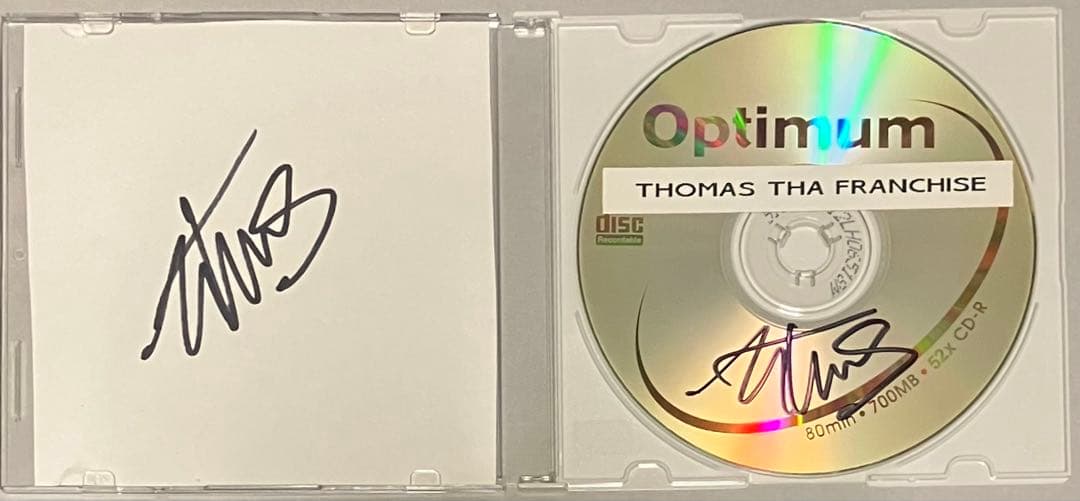 Optimum
THOMAS THA FRANCHISE
DISC
Recordable
80min • 700MB • 52x CD-R